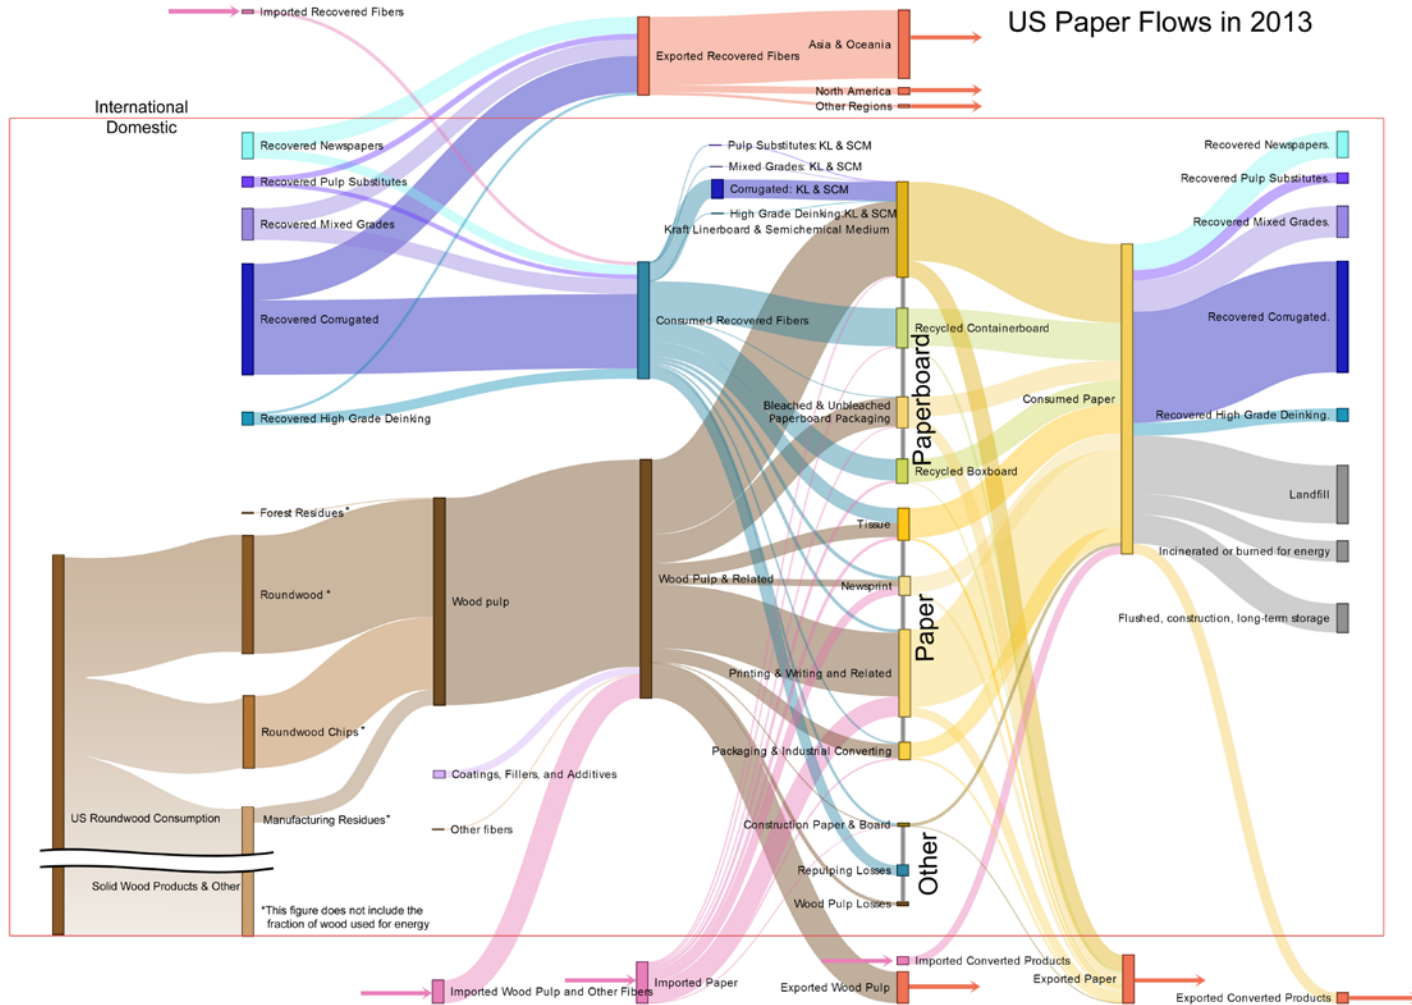 US Paper Flows in 2013
Imported Recovered Fibers
Exported Recovered Fibers
Asia & Oceania
North America
Other Regions
International
Domestic
Recovered Newspapers
Recovered Pulp Substitutes
Recovered Mixed Grades
Recovered Corrugated
Recovered High Grade Deinking
Pulp Substitutes: KL & SCM
Mixed Grades: KL & SCM
Corrugated: KL & SCM
High Grade Deinking:KL & SCM
Kraft Linerboard & Semichemical Medium
Consumed Recovered Fibers
Recycled Containerboard
Bleached & Unbleached
Paperboard Packaging
Recycled Boxboard
Paperboard
Consumed Paper
Recovered Newspapers.
Recovered Pulp Substitutes.
Recovered Mixed Grades.
Recovered Corrugated.
Recovered High Grade Deinking.
Landfill
Incinerated or burned for energy
Flushed, construction, long-term storage
Forest Residues*
Roundwood *
Roundwood Chips *
Manufacturing Residues*
US Roundwood Consumption
Solid Wood Products & Other
*This figure does not include the
fraction of wood used for energy
Wood pulp
Coatings, Fillers, and Additives
Other fibers
Wood Pulp & Related
Tissue
Newsprint
Printing & Writing and Related
Packaging & Industrial Converting
Paper
Construction Paper & Board
Repulping Losses
Wood Pulp Losses
Other
Imported Wood Pulp and Other Fibers
Imported Paper
Imported Converted Products
Exported Wood Pulp
Exported Paper
Exported Converted Products